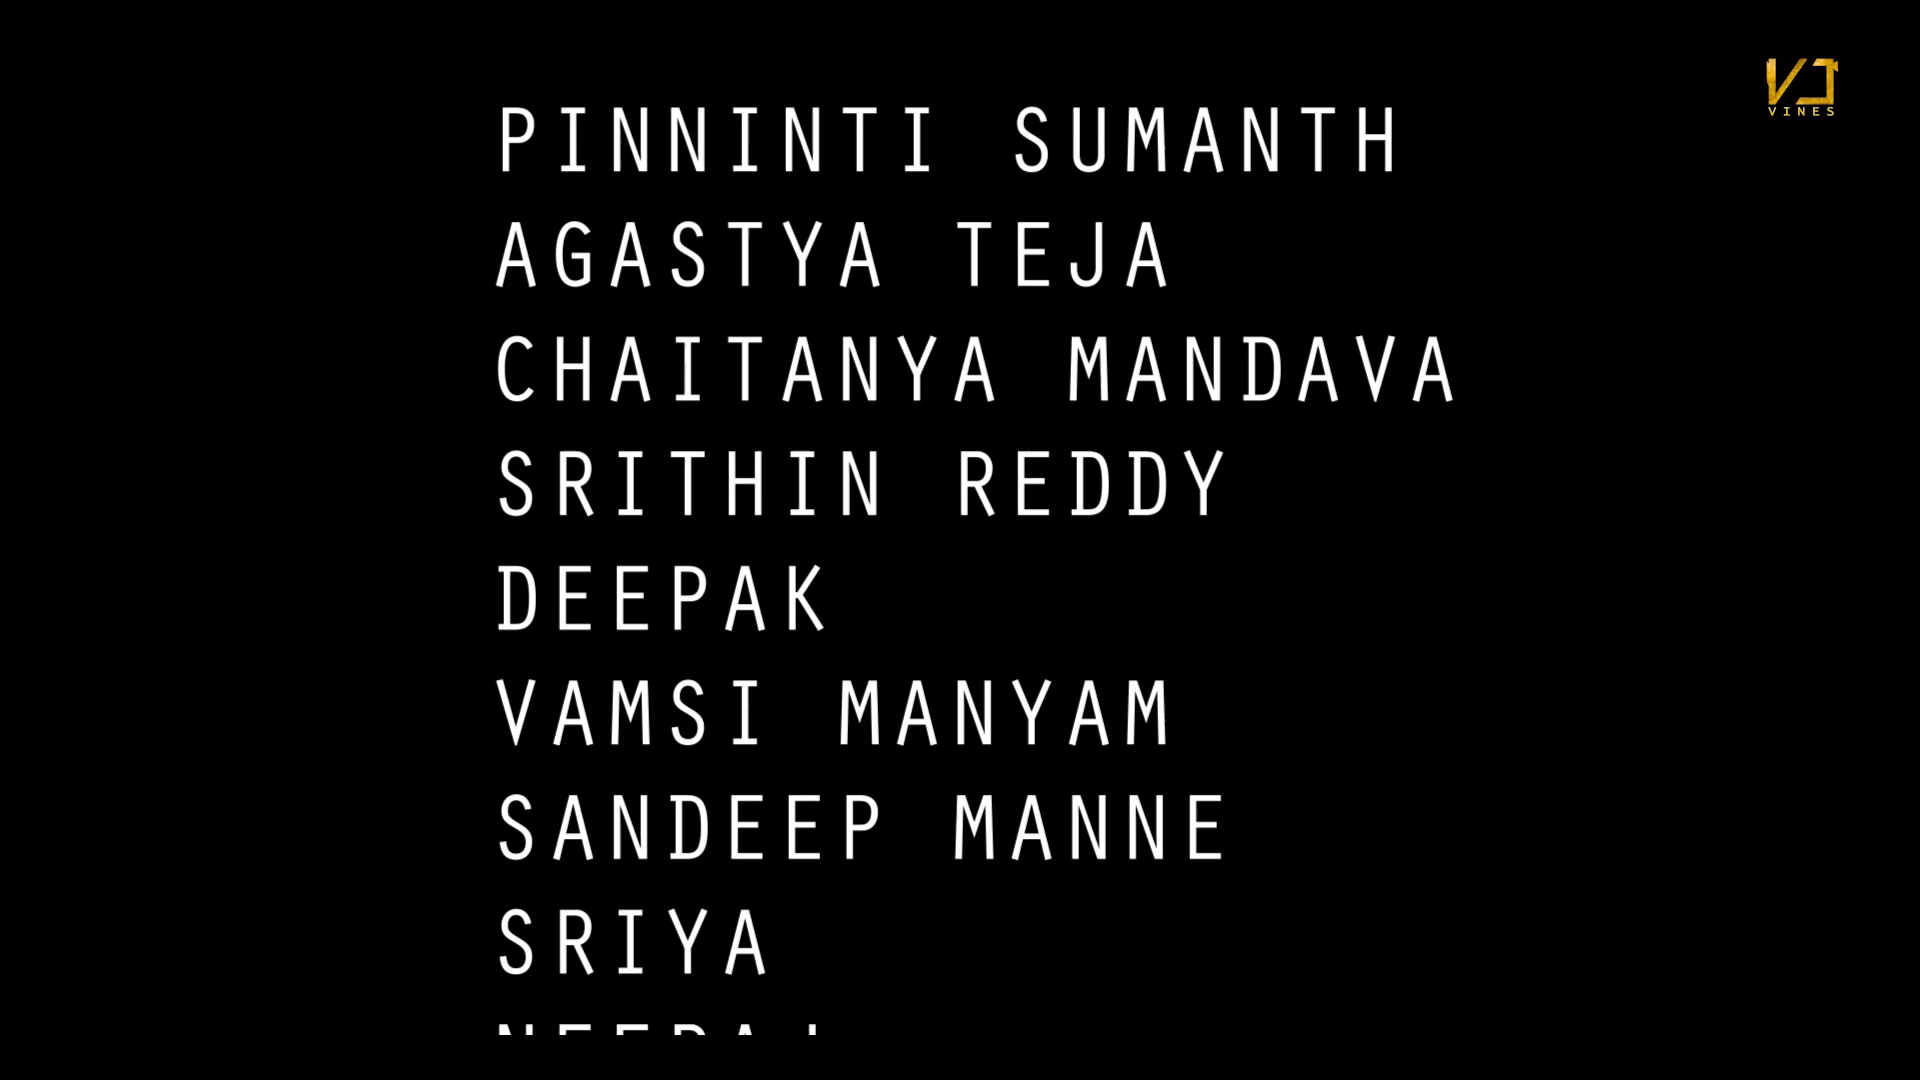 VJ
VINES
PINNINTI SUMANTH
AGASTYA TEJA
CHAITANYA MANDAVA
SRITHIN REDDY
DEEPAK
VAMSI MANYAM
SANDEEP MANNE
SRIYA